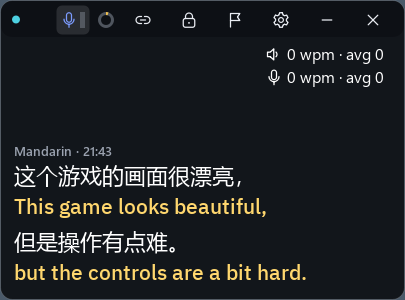 0 wpm · avg 0
0 wpm · avg 0
Mandarin · 21:43
这个游戏的画面很漂亮，
This game looks beautiful,
但是操作有点难。
but the controls are a bit hard.